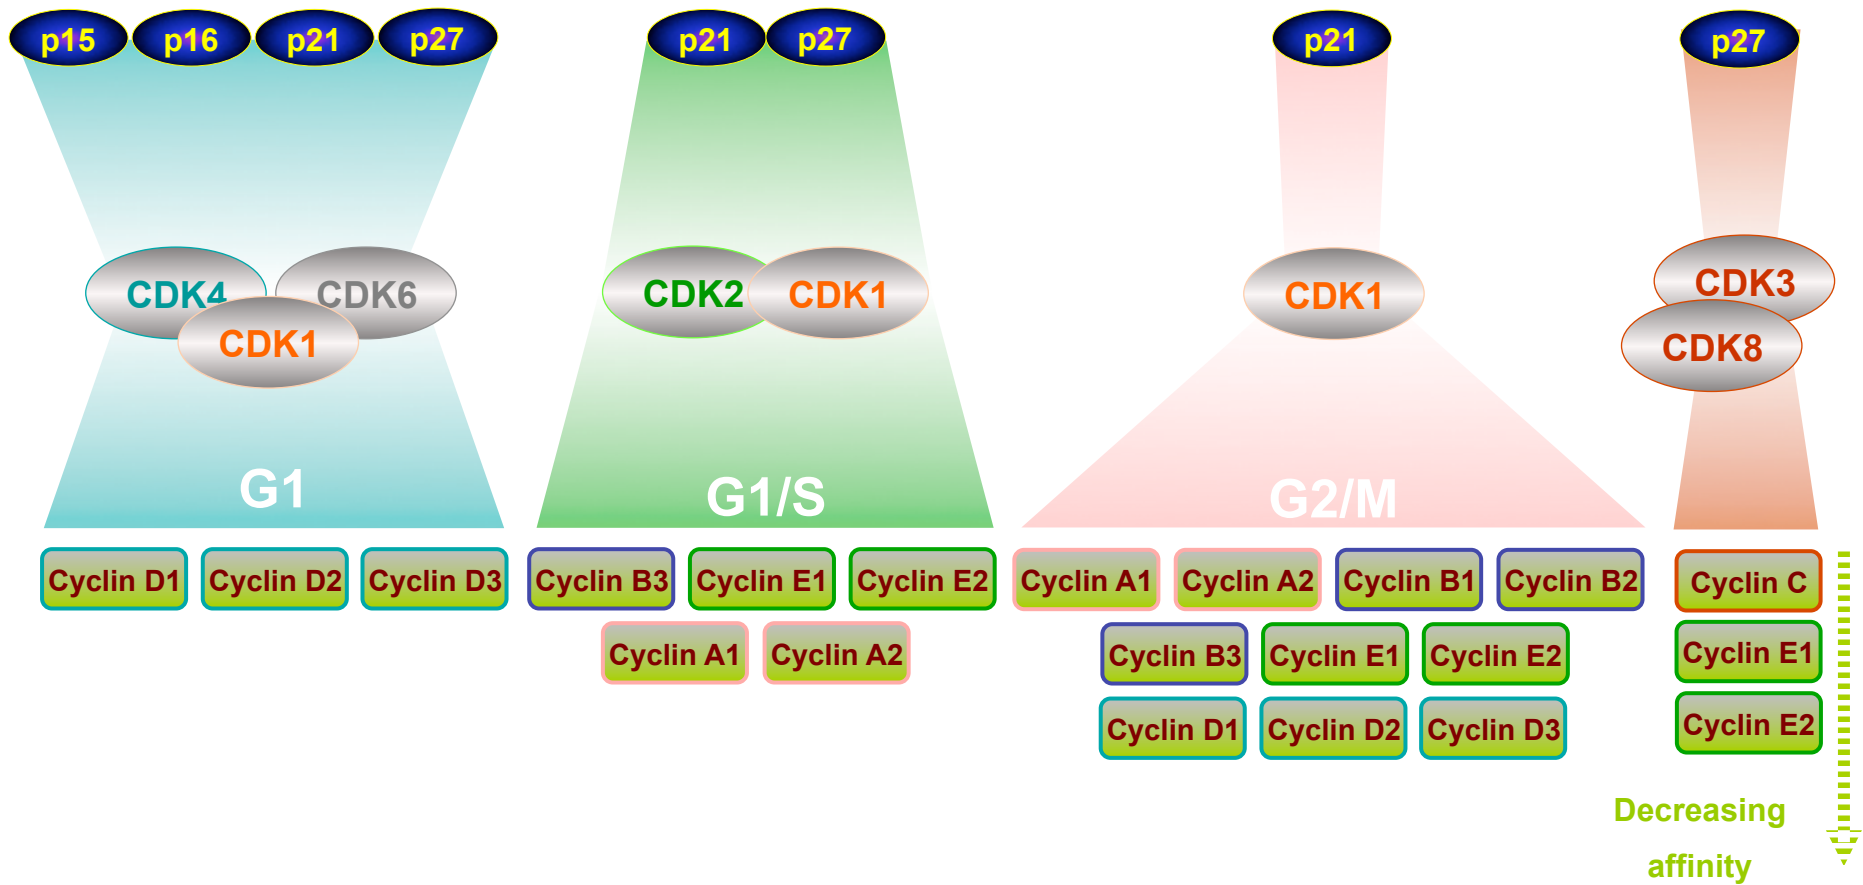 p15 p16 p21 p27 p21 p27 p21 p27
CDK4 CDK6 CDK2 CDK1 CDK1 CDK3
CDK1 CDK8
G1 G1/S G2/M
Cyclin D1 Cyclin D2 Cyclin D3 Cyclin B3 Cyclin E1 Cyclin E2 Cyclin A1 Cyclin A2 Cyclin B1 Cyclin B2 Cyclin C
Cyclin A1 Cyclin A2 Cyclin B3 Cyclin E1 Cyclin E2 Cyclin E1
Cyclin D1 Cyclin D2 Cyclin D3 Cyclin E2
Decreasing
affinity